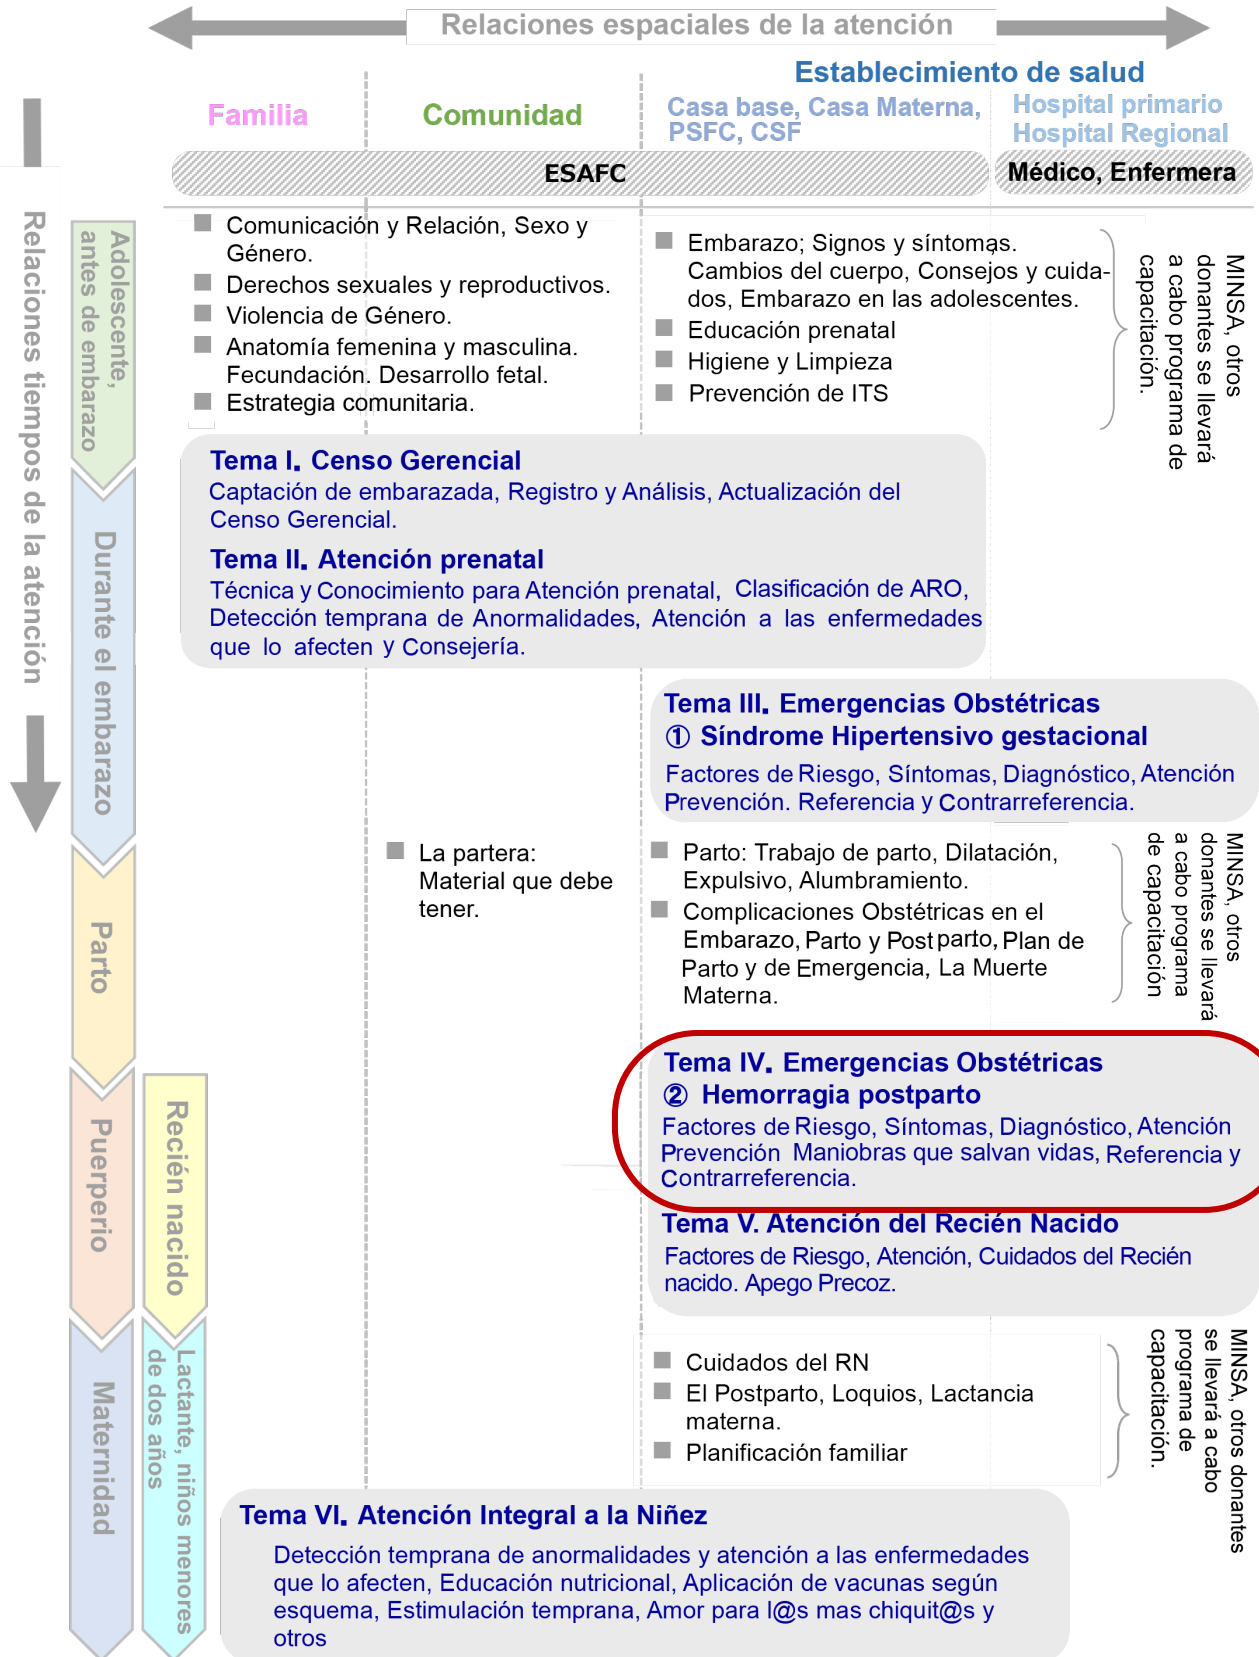 Relaciones espaciales de la atención
Establecimiento de salud
Familia
Comunidad
Casa base, Casa Materna,
PSFC, CSF
Hospital primario
Hospital Regional
ESAFC
Médico, Enfermera
Relaciones tiempos de la atención
Adolescente,
antes de embarazo
Comunicación y Relación, Sexo y
Género.
Derechos sexuales y reproductivos.
Violencia de Género.
Anatomía femenina y masculina.
Fecundación. Desarrollo fetal.
Estrategia comunitaria.
Embarazo; Signos y síntomas.
Cambios del cuerpo, Consejos y cuida-
dos, Embarazo en las adolescentes.
Educación prenatal
Higiene y Limpieza
Prevención de ITS
MINSA, otros
donantes se llevará
a cabo programa de
capacitación.
Tema I. Censo Gerencial
Captación de embarazada, Registro y Análisis, Actualización del
Censo Gerencial.
Tema II. Atención prenatal
Técnica y Conocimiento para Atención prenatal, Clasificación de ARO,
Detección temprana de Anormalidades, Atención a las enfermedades
que lo afecten y Consejería.
Durante el embarazo
Tema III. Emergencias Obstétricas
① Síndrome Hipertensivo gestacional
Factores de Riesgo, Síntomas, Diagnóstico, Atención
Prevención. Referencia y Contrarreferencia.
Parto
La partera:
Material que debe
tener.
Parto: Trabajo de parto, Dilatación,
Expulsivo, Alumbramiento.
Complicaciones Obstétricas en el
Embarazo, Parto y Post parto, Plan de
Parto y de Emergencia, La Muerte
Materna.
MINSA, otros
donantes se llevará
a cabo programa
de capacitación
Puerperio
Recién nacido
Tema IV. Emergencias Obstétricas
② Hemorragia postparto
Factores de Riesgo, Síntomas, Diagnóstico, Atención
Prevención Maniobras que salvan vidas, Referencia y
Contrarreferencia.
Tema V. Atención del Recién Nacido
Factores de Riesgo, Atención, Cuidados del Recién
nacido. Apego Precoz.
Maternidad
Lactante, niños menores
de dos años
Cuidados del RN
El Postparto, Loquios, Lactancia
materna.
Planificación familiar
MINSA, otros donantes
se llevará a cabo
programa de
capacitación.
Tema VI. Atención Integral a la Niñez
Detección temprana de anormalidades y atención a las enfermedades
que lo afecten, Educación nutricional, Aplicación de vacunas según
esquema, Estimulación temprana, Amor para l@s mas chiquit@s y
otros